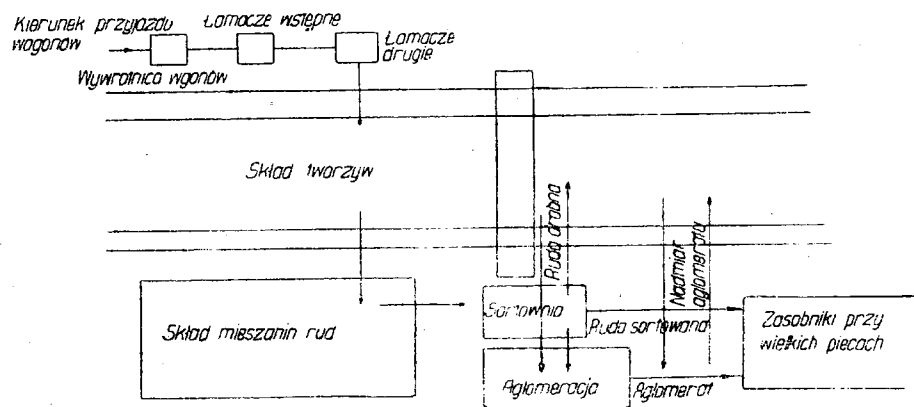 Kierunek przyjazdu
wagonów
Łamacze wstępne
Łamacze
drugie
Wywrotnica wgonów
Skład tworzyw
Ruda drobna
Nadmiar
aglomeratu
Skład mieszanin rud
Sortownia
Ruda sortowana
Zasobniki przy
wielkich piecach
Aglomeracja
Aglomerat